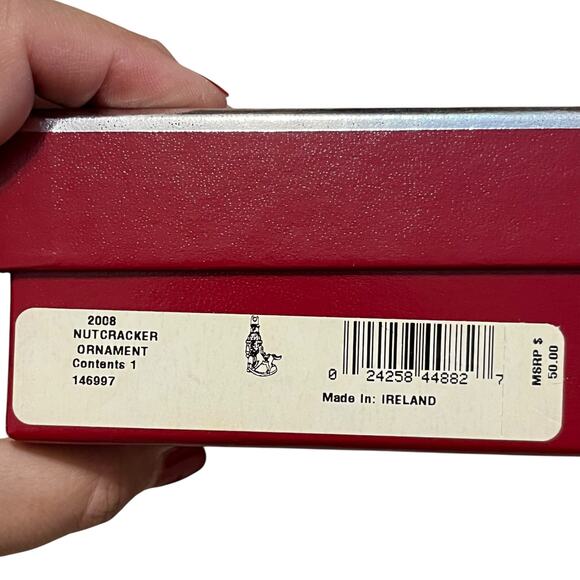 2008
NUTCRACKER
ORNAMENT
Contents 1
146997
0 24258 44882 7
Made In: IRELAND
MSRP $
50.00